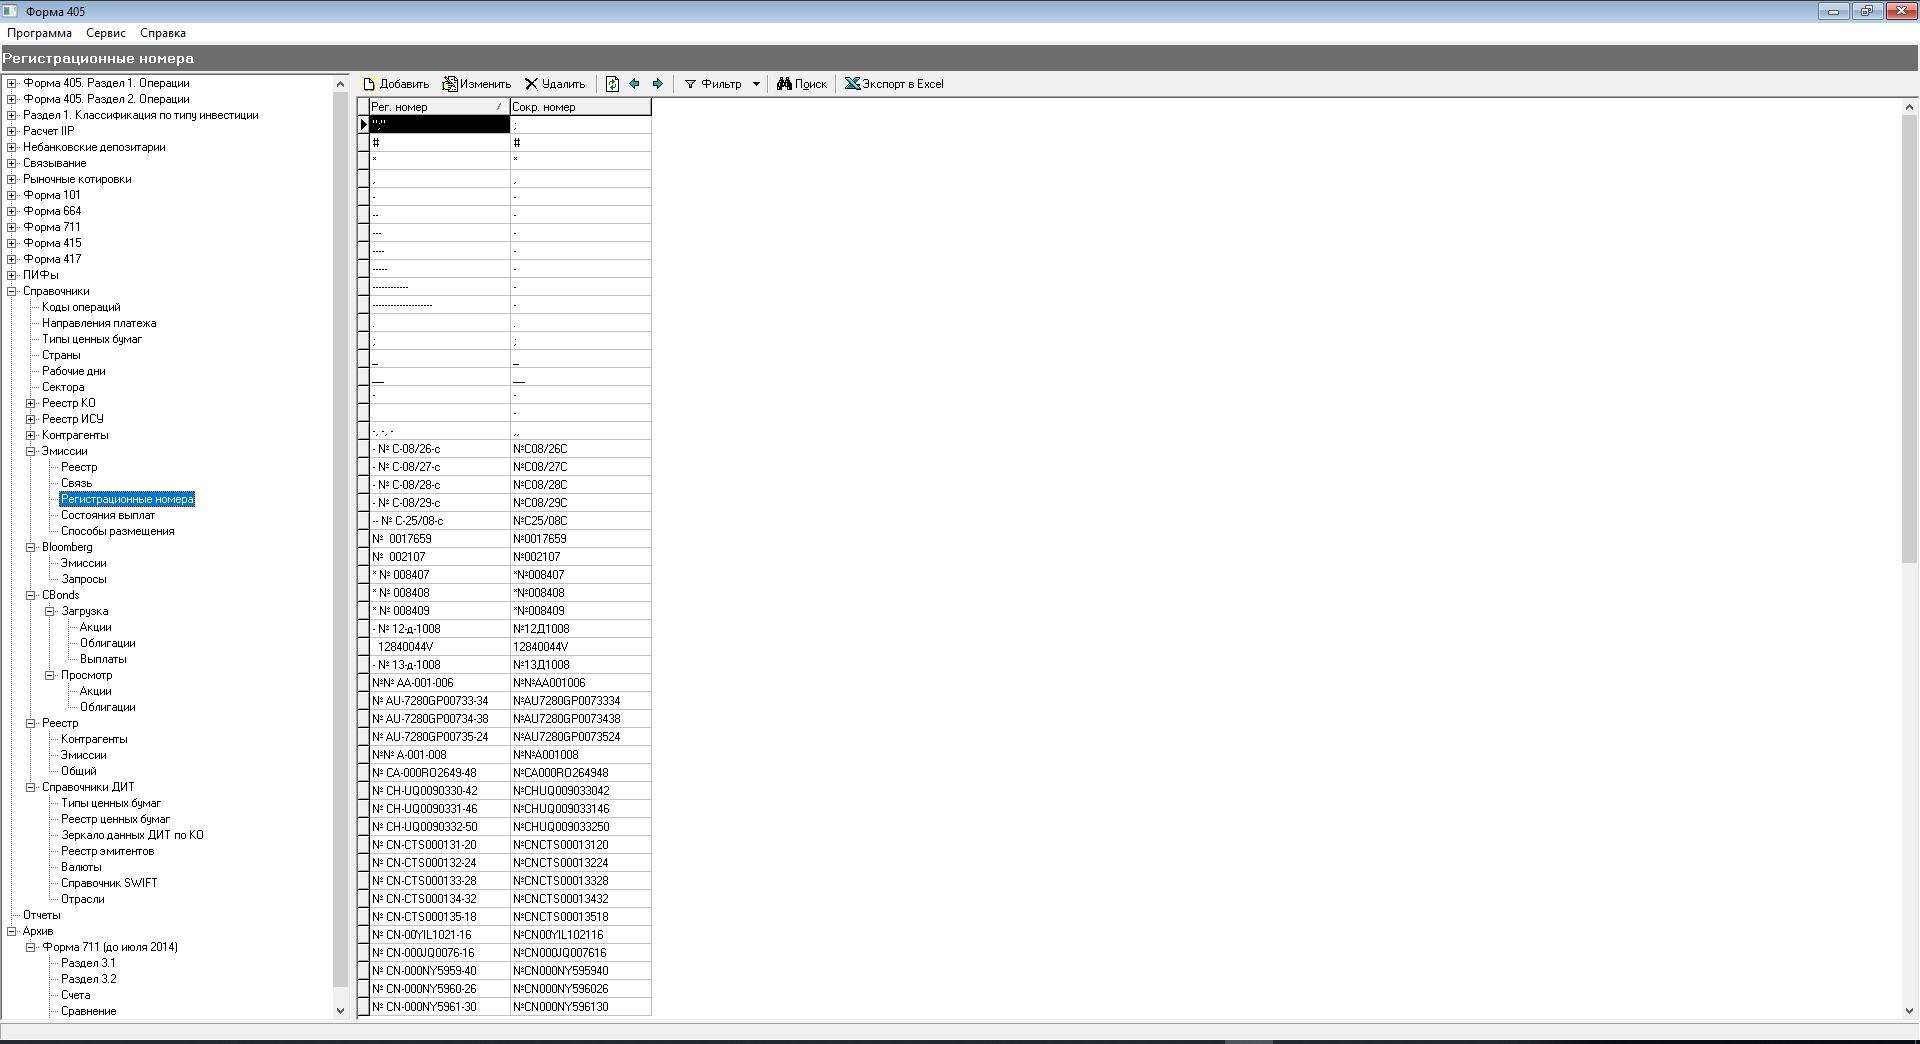 Форма 405
Программа Сервис Справка
Регистрационные номера
Форма 405. Раздел 1. Операции
Форма 405. Раздел 2. Операции
Раздел 1. Классификация по типу инвестиции
Расчет IIP
Небанковские депозитарии
Связывание
Рыночные котировки
Форма 101
Форма 664
Форма 711
Форма 415
Форма 417
ПИФы
Справочники
Коды операций
Направления платежа
Типы ценных бумаг
Страны
Рабочие дни
Сектора
Реестр КО
Реестр ИСУ
Контрагенты
Эмиссии
Реестр
Связь
Регистрационные номера
Состояния выплат
Способы размещения
Bloomberg
Эмиссии
Запросы
CBonds
Загрузка
Акции
Облигации
Выплаты
Просмотр
Акции
Облигации
Реестр
Контрагенты
Эмиссии
Общий
Справочники ДИТ
Типы ценных бумаг
Реестр ценных бумаг
Зеркало данных ДИТ по КО
Реестр эмитентов
Валюты
Справочник SWIFT
Отрасли
Отчеты
Архив
Форма 711 (до июля 2014)
Раздел 3.1
Раздел 3.2
Счета
Сравнение
Добавить Изменить Удалить Фильтр Поиск Экспорт в Excel
Рег. номер Сокр. номер
";" ;
# #
* *
, ,
- -
-- -
--- -
---- -
----- -
------------ -
-------------------- -
. .
; ;
_ _
__ __
- -
-
-, -, - ,,
- № С-08/26-с №С08/26С
- № С-08/27-с №С08/27С
- № С-08/28-с №С08/28С
- № С-08/29-с №С08/29С
-- № С-25/08-с №С25/08С
№ 0017659 №0017659
№ 002107 №002107
* № 008407 *№008407
* № 008408 *№008408
* № 008409 *№008409
- № 12-д-1008 №12Д1008
12840044V 12840044V
- № 13-д-1008 №13Д1008
№№ АА-001-006 №№АА001006
№ AU-7280GP00733-34 №AU7280GP0073334
№ AU-7280GP00734-38 №AU7280GP0073438
№ AU-7280GP00735-24 №AU7280GP0073524
№№ А-001-008 №№А001008
№ CA-000RO2649-48 №CA000RO264948
№ CH-UQ0090330-42 №CHUQ009033042
№ CH-UQ0090331-46 №CHUQ009033146
№ CH-UQ0090332-50 №CHUQ009033250
№ CN-CTS000131-20 №CNCTS00013120
№ CN-CTS000132-24 №CNCTS00013224
№ CN-CTS000133-28 №CNCTS00013328
№ CN-CTS000134-32 №CNCTS00013432
№ CN-CTS000135-18 №CNCTS00013518
№ CN-00YIL1021-16 №CN00YIL102116
№ CN-000JQ0076-16 №CN000JQ007616
№ CN-000NY5959-40 №CN000NY595940
№ CN-000NY5960-26 №CN000NY596026
№ CN-000NY5961-30 №CN000NY596130